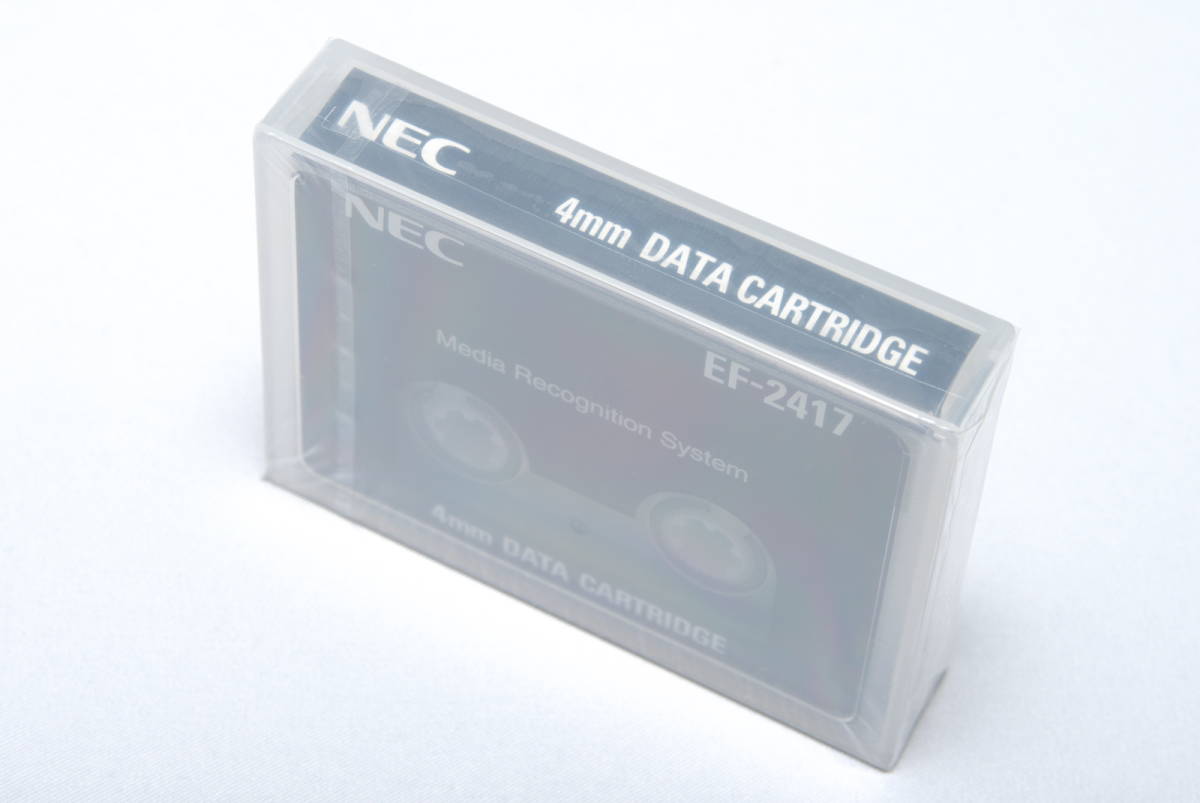 NEC
4mm DATA CARTRIDGE
NEC
EF-2417
Media Recognition System
4mm DATA CARTRIDGE